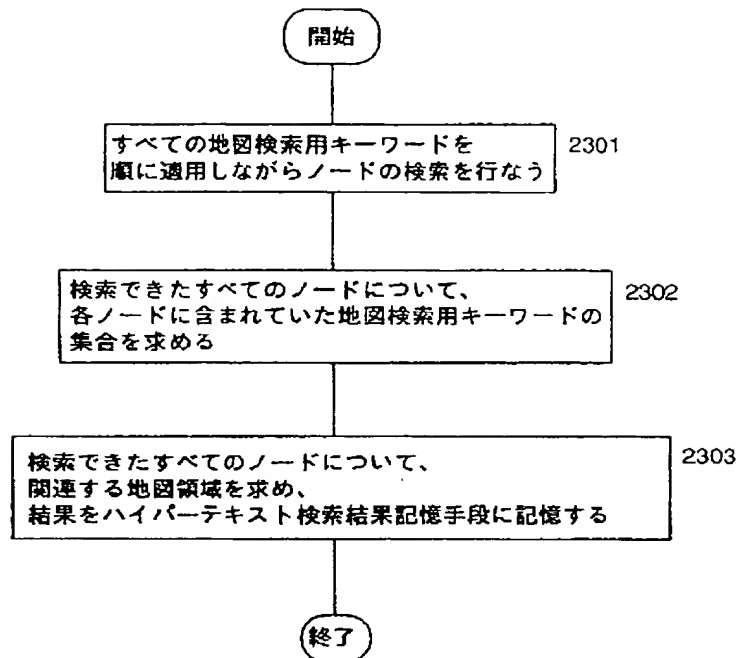 開始
すべての地図検索用キーワードを
順に適用しながらノードの検索を行なう
2301
検索できたすべてのノードについて、
各ノードに含まれていた地図検索用キーワードの
集合を求める
2302
検索できたすべてのノードについて、
関連する地図領域を求め、
結果をハイパーテキスト検索結果記憶手段に記憶する
2303
終了